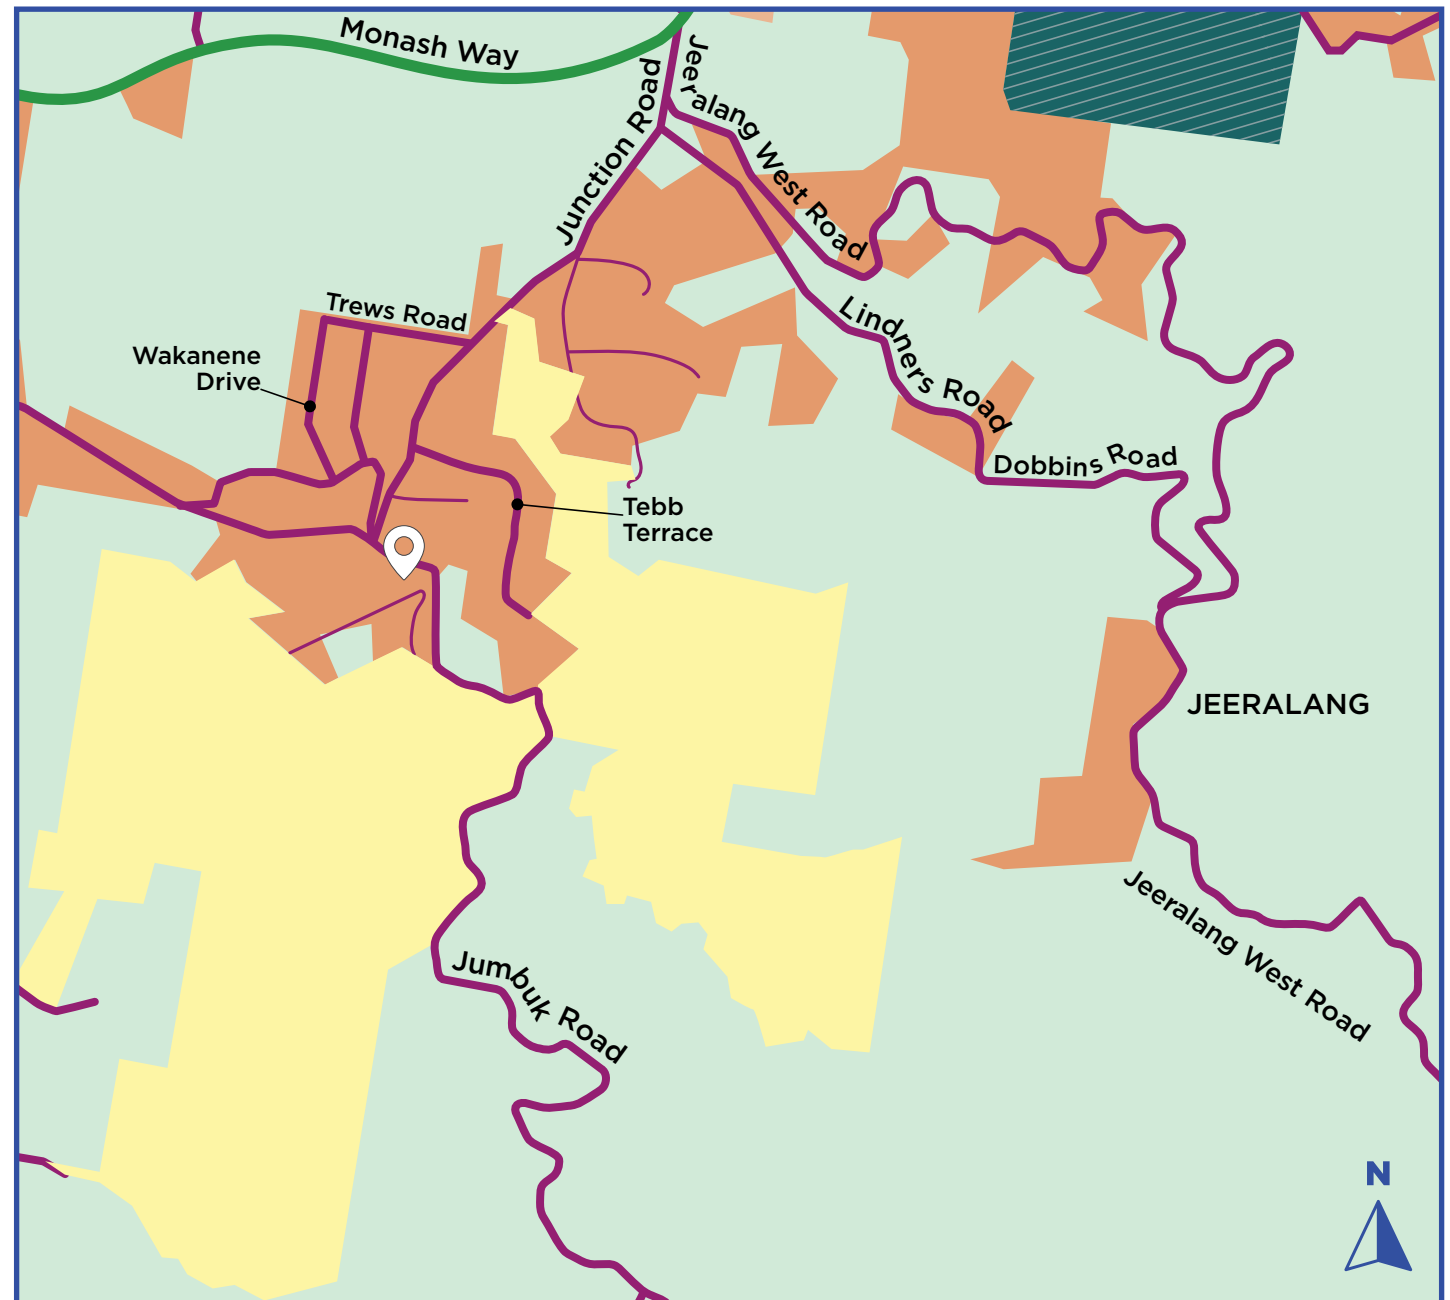 Monash Way
Junction Road
Jeeralang West Road
Trews Road
Wakanene
Drive
Lindners Road
Dobbins Road
Tebb
Terrace
JEERALANG
Jeeralang West Road
Jumbuk Road
N